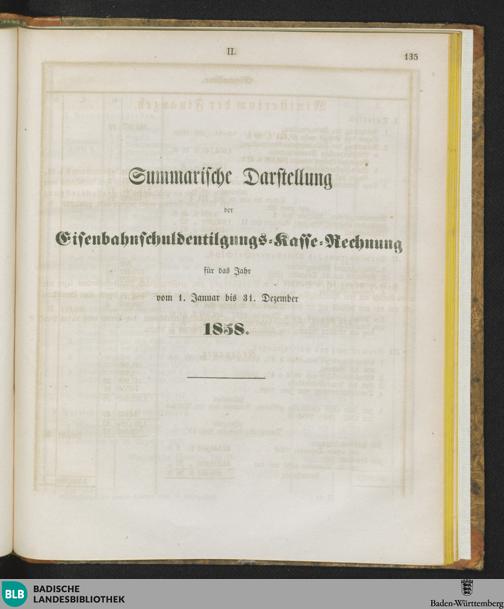 II.
135
Summarische Darstellung
der
Eisenbahnschuldentilgungs-Kasse-Rechnung
für das Jahr
vom 1. Januar bis 31. Dezember
1858.
BLB BADISCHE
LANDESBIBLIOTHEK
Baden-Württemberg